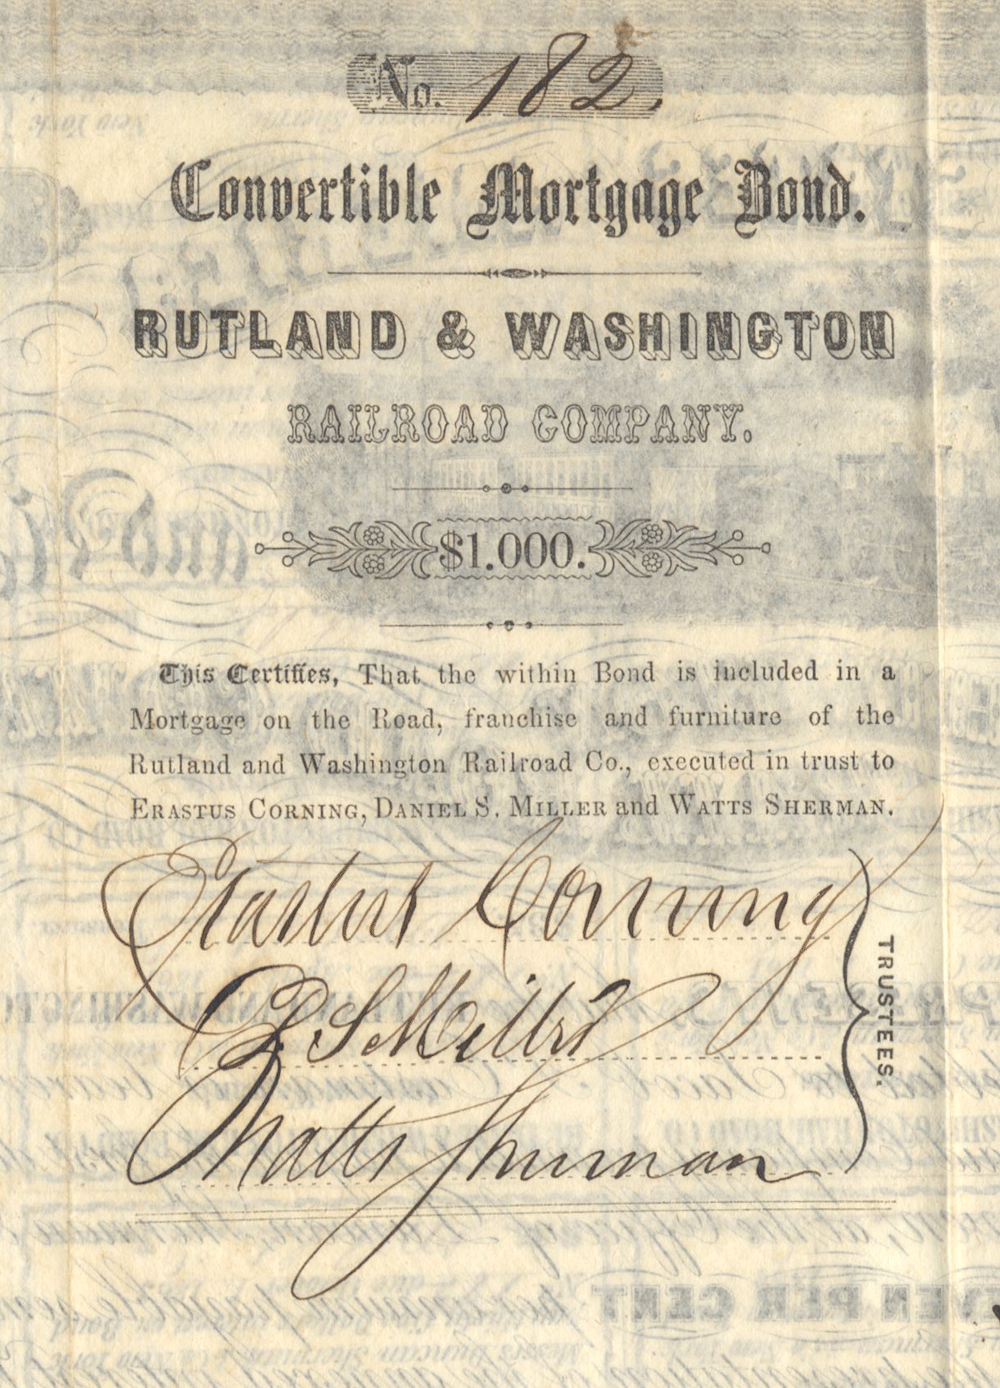 No. 182.
Convertible Mortgage Bond.
RUTLAND & WASHINGTON
RAILROAD COMPANY.
$1.000.
This Certifies, That the within Bond is included in a
Mortgage on the Road, franchise and furniture of the
Rutland and Washington Railroad Co., executed in trust to
ERASTUS CORNING, DANIEL S. MILLER and WATTS SHERMAN.
Erastus Corning
D. S. Miller
Watts Sherman
TRUSTEES.